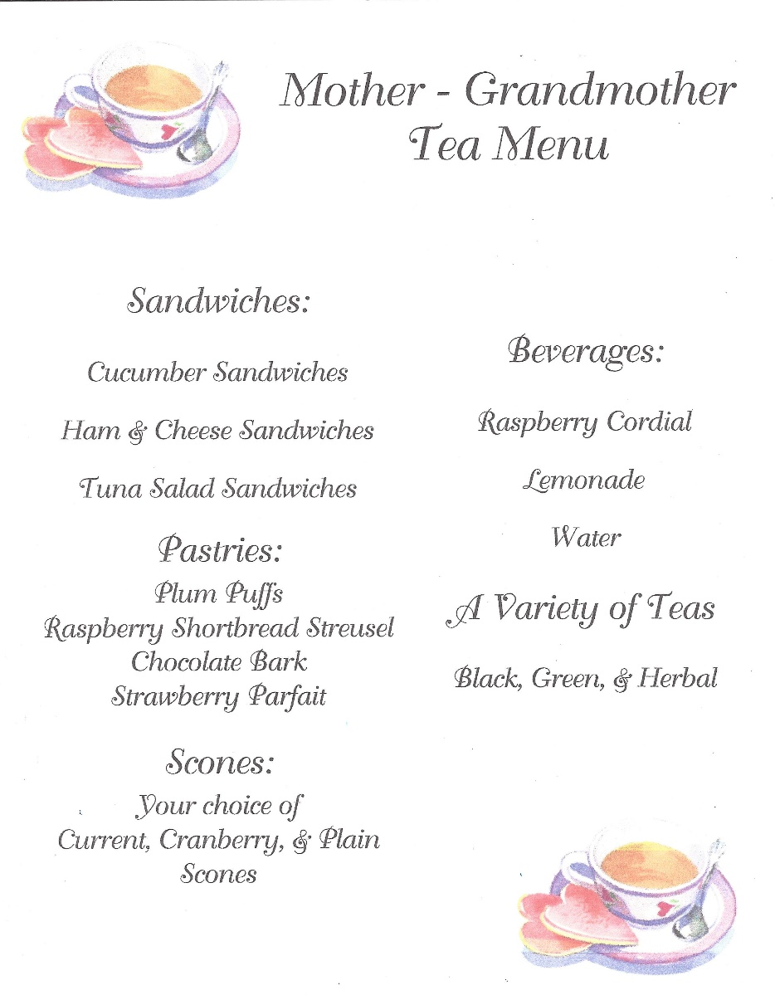 Mother - Grandmother
Tea Menu
Sandwiches:
Cucumber Sandwiches
Ham & Cheese Sandwiches
Tuna Salad Sandwiches
Pastries:
Plum Puffs
Raspberry Shortbread Streusel
Chocolate Bark
Strawberry Parfait
Scones:
Your choice of
Current, Cranberry, & Plain
Scones
Beverages:
Raspberry Cordial
Lemonade
Water
A Variety of Teas
Black, Green, & Herbal